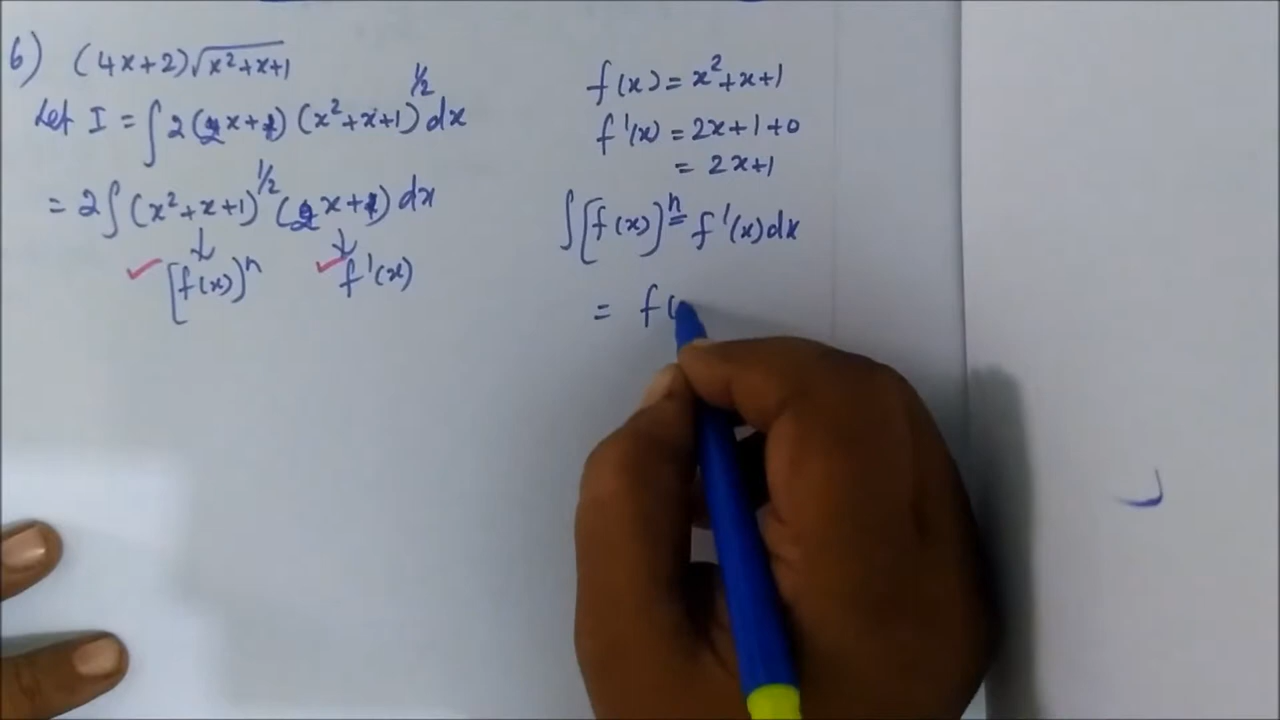 6) (4x+2)√x²+x+1
Let I = ∫ 2(2x+1) (x²+x+1)^1/2 dx
= 2∫ (x²+x+1)^1/2 (2x+1) dx
↓ ↓
✓ [f(x)]^n ✓ f'(x)
f(x) = x²+x+1
f'(x) = 2x+1+0
= 2x+1
∫[f(x)]^n f'(x)dx
= f(